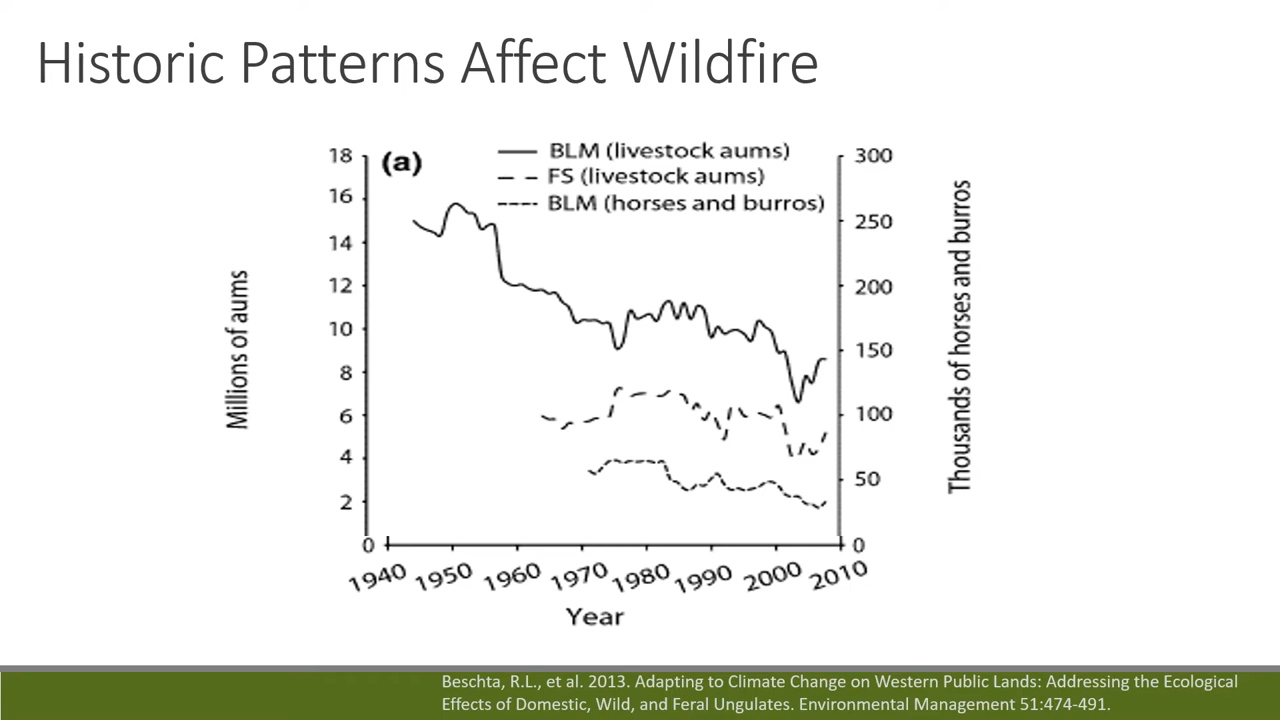 Historic Patterns Affect Wildfire
(a)
BLM (livestock aums)
FS (livestock aums)
BLM (horses and burros)
Millions of aums
18
16
14
12
10
8
6
4
2
0
300
250
200
150
100
50
0
Thousands of horses and burros
1940 1950 1960 1970 1980 1990 2000 2010
Year
Beschta, R.L., et al. 2013. Adapting to Climate Change on Western Public Lands: Addressing the Ecological
Effects of Domestic, Wild, and Feral Ungulates. Environmental Management 51:474-491.